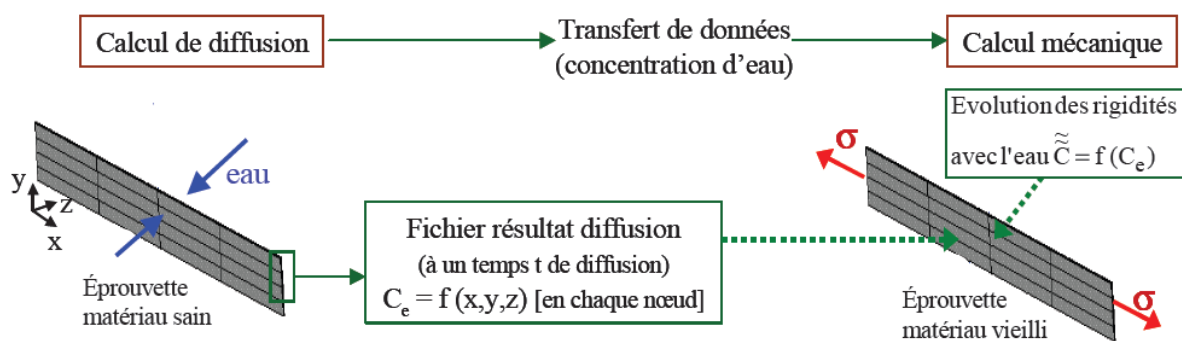 Calcul de diffusion
Transfert de données
(concentration d'eau)
Calcul mécanique
Evolution des rigidités
avec l'eau C̃̃ = f (Cₑ)
σ
eau
y
z
x
Fichier résultat diffusion
(à un temps t de diffusion)
Cₑ = f (x,y,z) [en chaque nœud]
Éprouvette
matériau sain
Éprouvette
matériau vieilli
σ